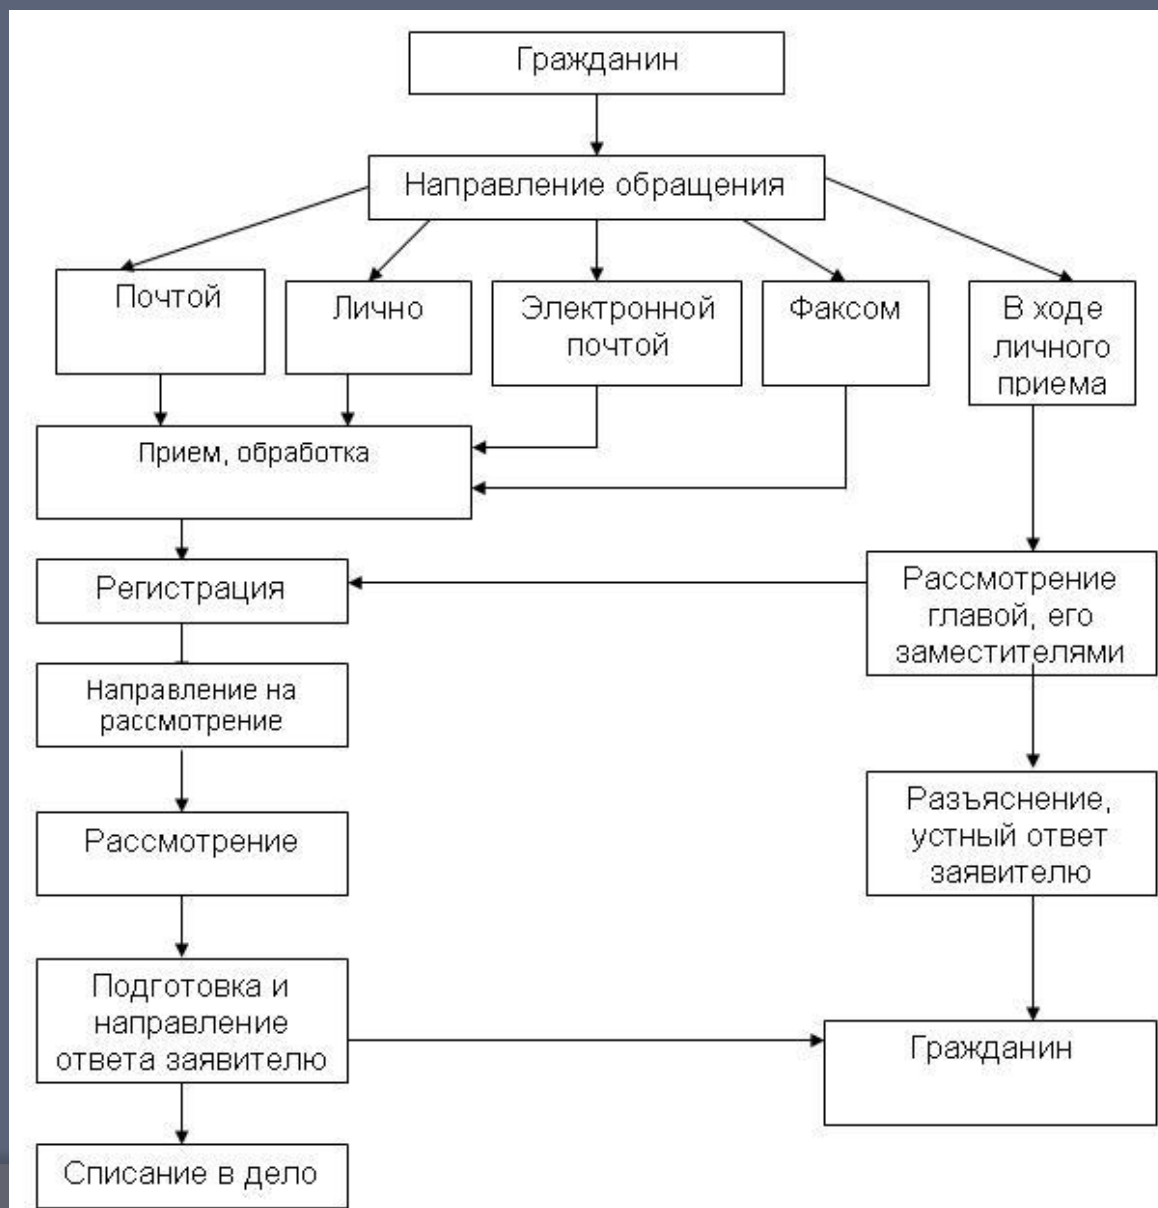 Гражданин
Направление обращения
Почтой
Лично
Электронной
почтой
Факсом
В ходе
личного
приема
Прием, обработка
Регистрация
Рассмотрение
главой, его
заместителями
Направление на
рассмотрение
Рассмотрение
Разъяснение,
устный ответ
заявителю
Подготовка и
направление
ответа заявителю
Гражданин
Списание в дело